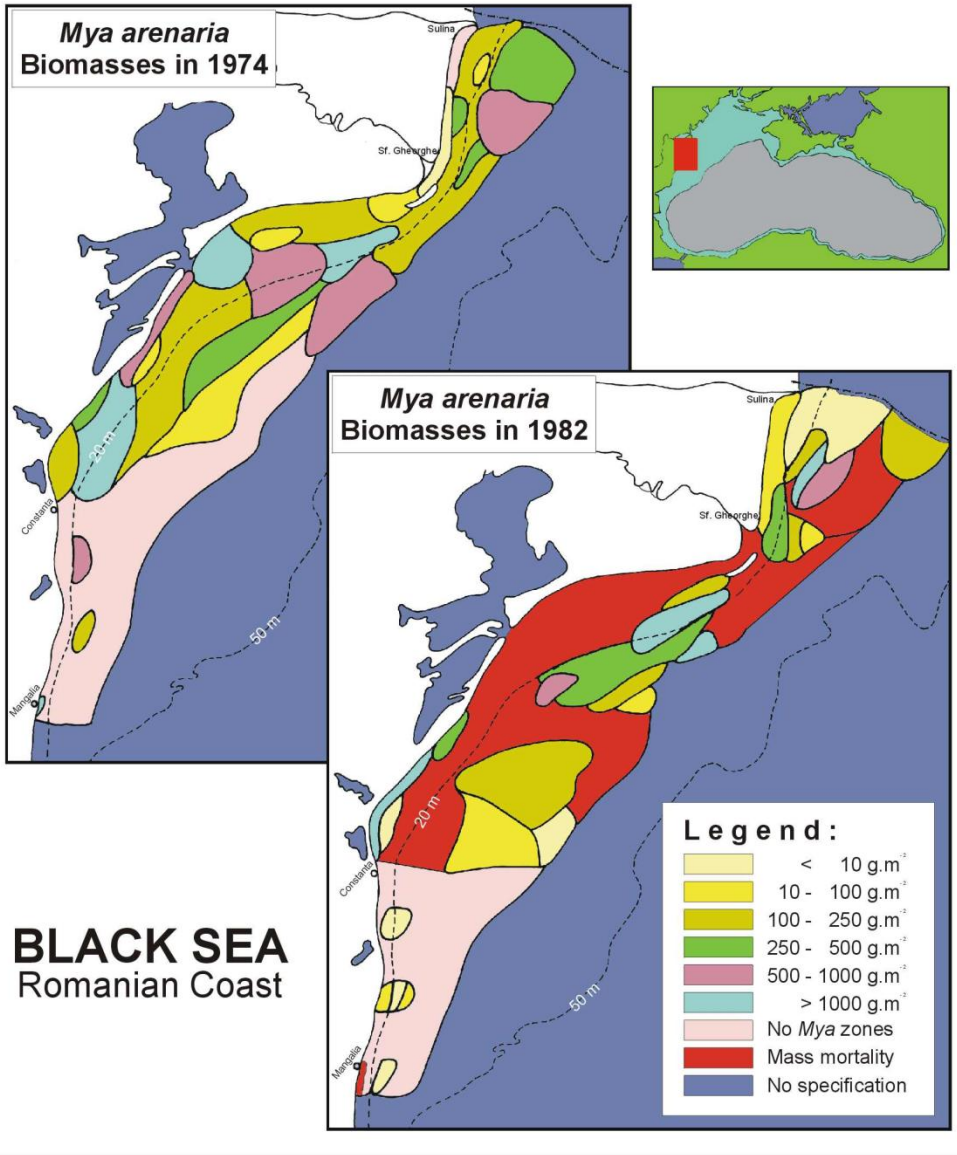 Mya arenaria
Biomasses in 1974
Sulina
Sf. Gheorghe
20 m
Constanta
50 m
Mangalia
Mya arenaria
Biomasses in 1982
Sulina
Sf. Gheorghe
20 m
Constanta
50 m
Mangalia
BLACK SEA
Romanian Coast
Legend:
< 10 g.m⁻²
10 - 100 g.m⁻²
100 - 250 g.m⁻²
250 - 500 g.m⁻²
500 - 1000 g.m⁻²
> 1000 g.m⁻²
No Mya zones
Mass mortality
No specification